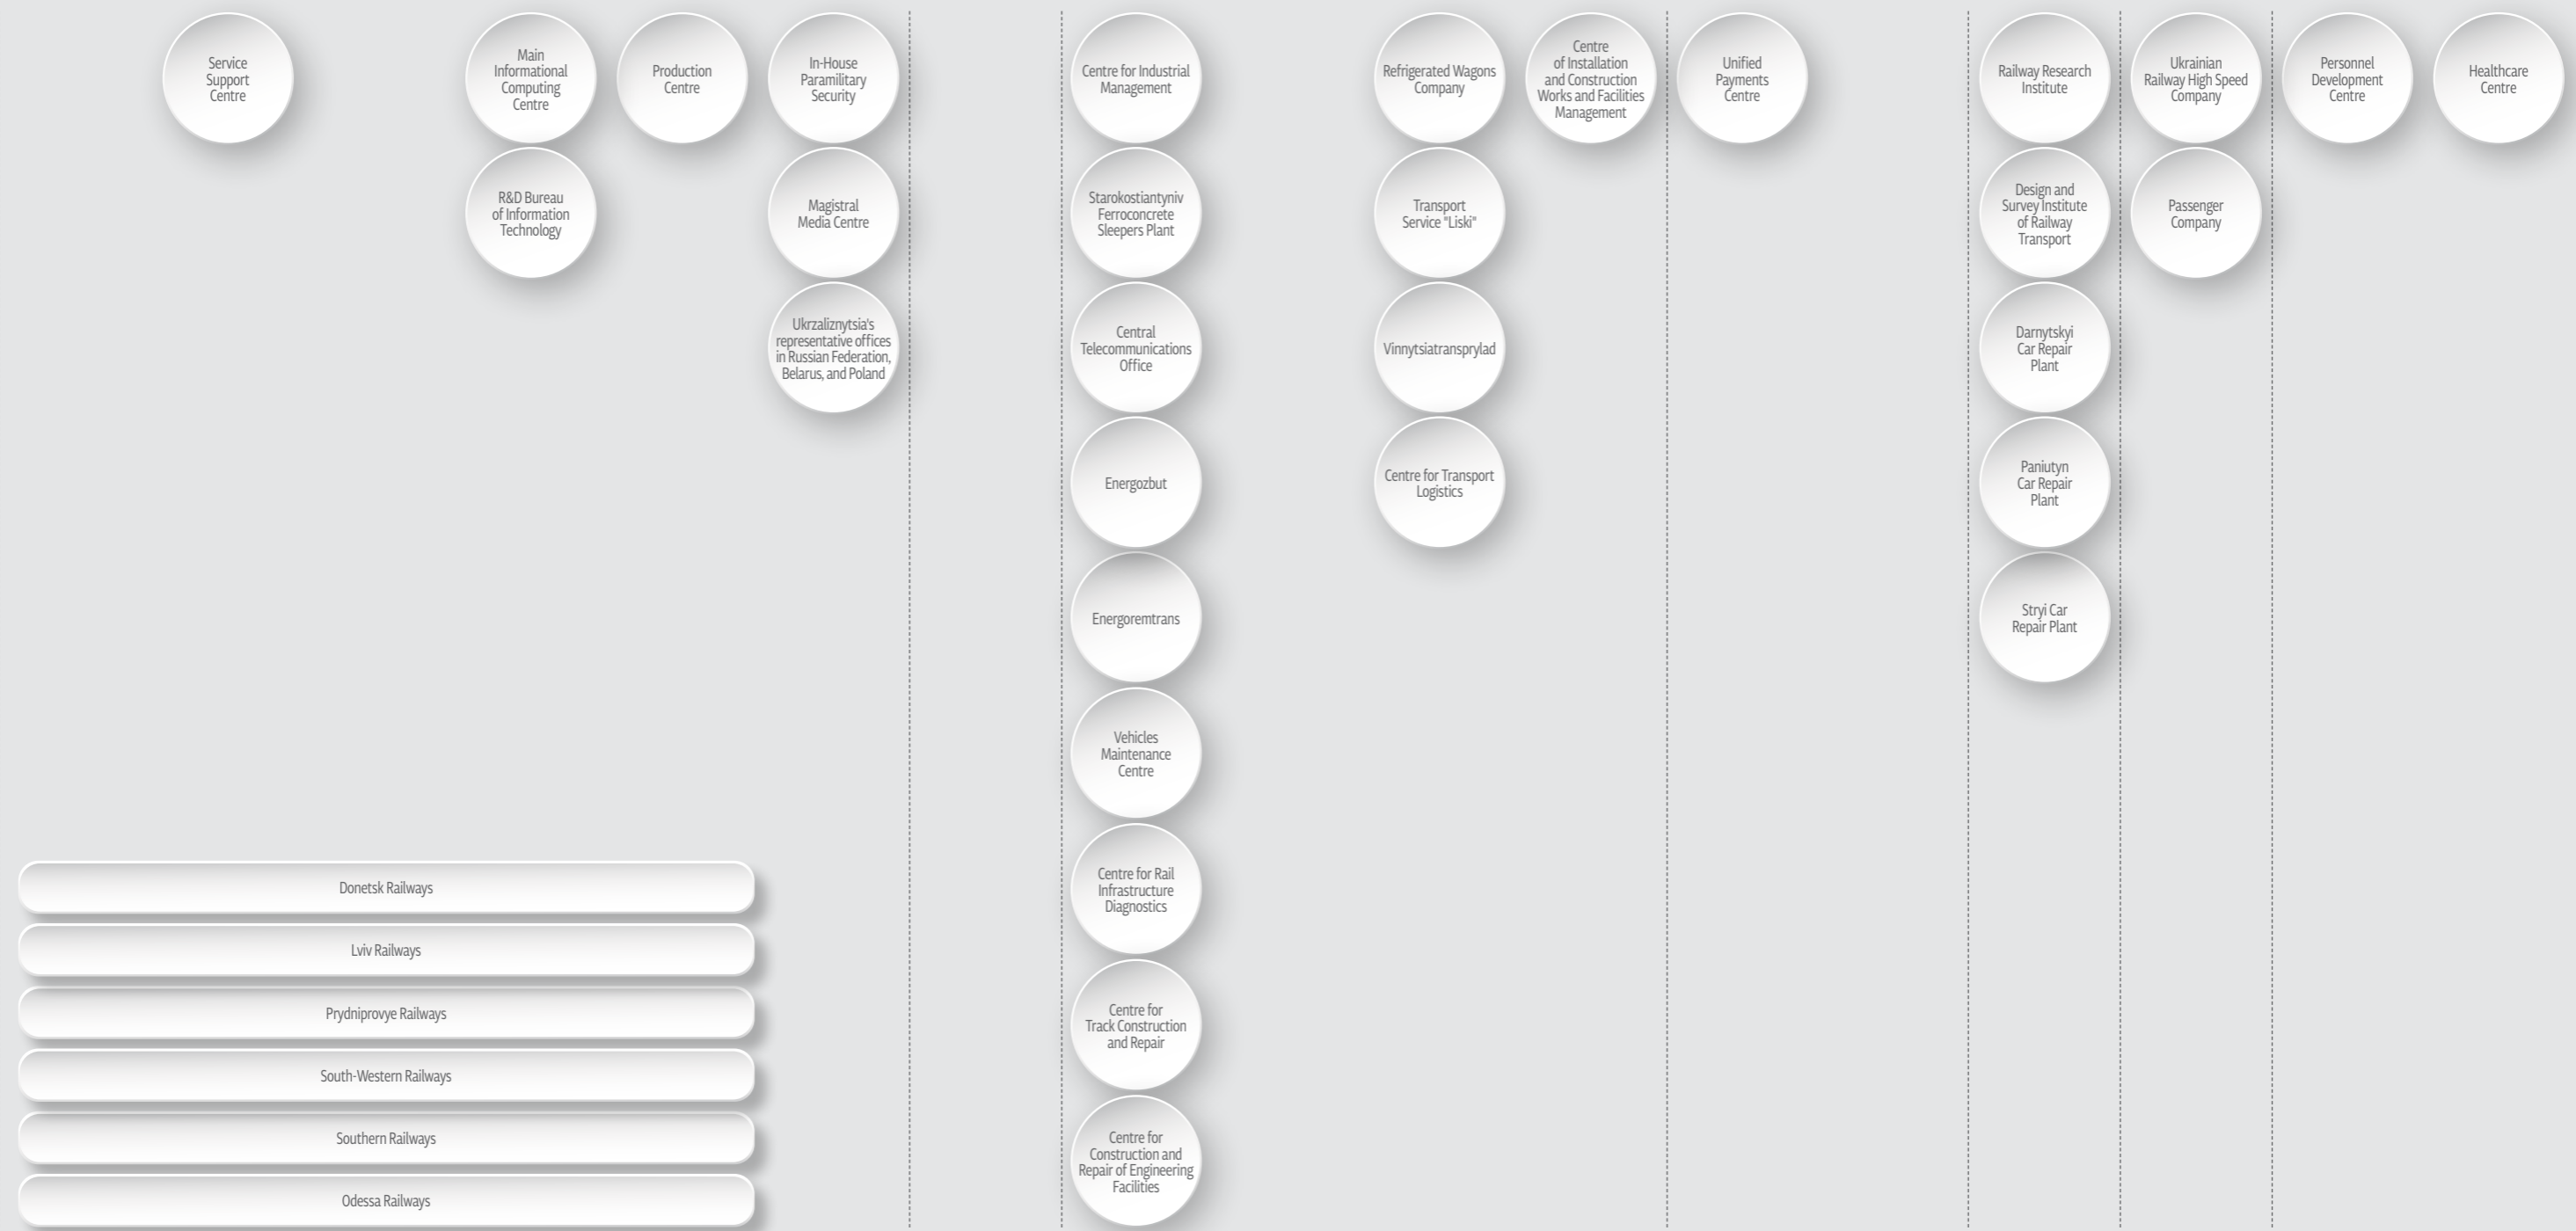 Service
Support
Centre
Main
Informational
Computing
Centre
Production
Centre
In-House
Paramilitary
Security
Centre for Industrial
Management
Refrigerated Wagons
Company
Centre
of Installation
and Construction
Works and Facilities
Management
Unified
Payments
Centre
Railway Research
Institute
Ukrainian
Railway High Speed
Company
Personnel
Development
Centre
Healthcare
Centre
R&D Bureau
of Information
Technology
Magistral
Media Centre
Starokostiantyniv
Ferroconcrete
Sleepers Plant
Transport
Service "Liski"
Design and
Survey Institute
of Railway
Transport
Passenger
Company
Ukrzaliznytsia's
representative offices
in Russian Federation,
Belarus, and Poland
Central
Telecommunications
Office
Vinnytsiatransprylad
Darnytskyi
Car Repair
Plant
Energozbut
Centre for Transport
Logistics
Paniutyn
Car Repair
Plant
Energoremtrans
Stryi Car
Repair Plant
Vehicles
Maintenance
Centre
Donetsk Railways
Centre for Rail
Infrastructure
Diagnostics
Lviv Railways
Prydniprovye Railways
Centre for
Track Construction
and Repair
South-Western Railways
Southern Railways
Centre for
Construction and
Repair of Engineering
Facilities
Odessa Railways